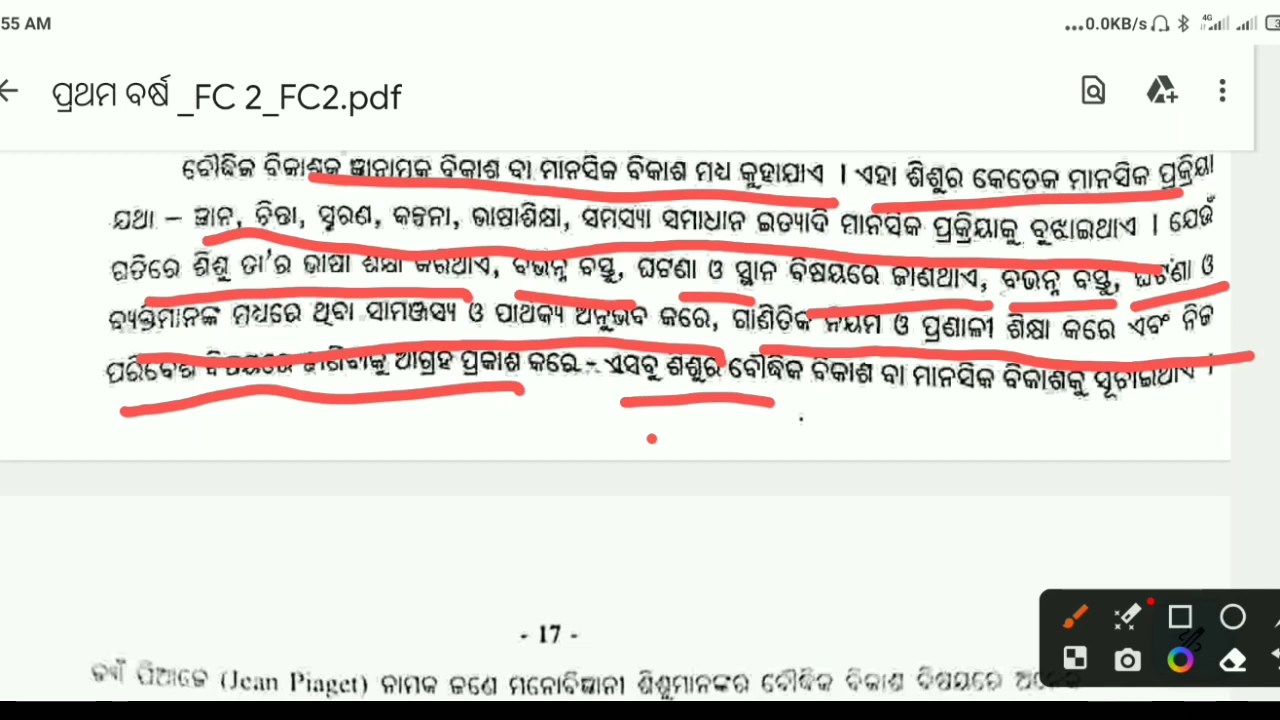 55 AM
...0.0KB/s 4G
ପ୍ରଥମ ବର୍ଷ _FC 2_FC2.pdf
ବୌଦ୍ଧିକ ବିକାଶକୁ ଜ୍ଞାନାତ୍ମକ ବିକାଶ ବା ମାନସିକ ବିକାଶ ମଧ୍ୟ କୁହାଯାଏ । ଏହା ଶିଶୁର କେତେକ ମାନସିକ ପ୍ରକ୍ରିୟା
ଯଥା – ଜ୍ଞାନ, ଚିନ୍ତା, ସ୍ମରଣ, କଳ୍ପନା, ଭାଷାଶିକ୍ଷା, ସମସ୍ୟା ସମାଧାନ ଇତ୍ୟାଦି ମାନସିକ ପ୍ରକ୍ରିୟାକୁ ବୁଝାଇଥାଏ । ଯେଉଁ
ଗତିରେ ଶିଶୁ ତା'ର ଭାଷା ଶିକ୍ଷା କରିଥାଏ, ବିଭିନ୍ନ ବସ୍ତୁ, ଘଟଣା ଓ ସ୍ଥାନ ବିଷୟରେ ଜାଣିଥାଏ, ବିଭିନ୍ନ ବସ୍ତୁ, ଘଟଣା ଓ
ବ୍ୟକ୍ତିମାନଙ୍କ ମଧ୍ୟରେ ଥିବା ସାମଞ୍ଜସ୍ୟ ଓ ପାର୍ଥକ୍ୟ ଅନୁଭବ କରେ, ଗାଣିତିକ ନିୟମ ଓ ପ୍ରଣାଳୀ ଶିକ୍ଷା କରେ ଏବଂ ନିଜ
ପରିବେଶ ବିଷୟରେ ଜାଣିବାକୁ ଆଗ୍ରହ ପ୍ରକାଶ କରେ - ଏସବୁ ଶିଶୁର ବୌଦ୍ଧିକ ବିକାଶ ବା ମାନସିକ ବିକାଶକୁ ସୂଚାଇଥାଏ ।
- 17 -
ଜ୍ୟାଁ ପିଆଜେ (Jean Piaget) ନାମକ ଜଣେ ମନୋବିଜ୍ଞାନୀ ଶିଶୁମାନଙ୍କର ବୌଦ୍ଧିକ ବିକାଶ ବିଷୟରେ